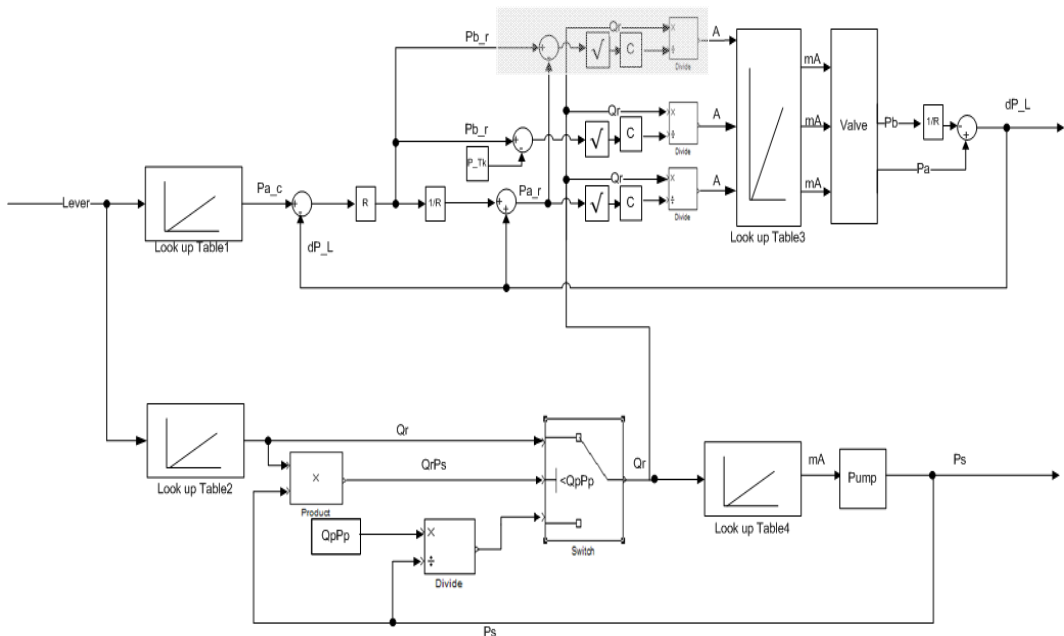 Qr
Pb_r
+
-
√
C
×
÷
Divide
A
mA
dP_L
Pb_r
+
-
P_Tk
Qr
√
C
×
÷
Divide
A
mA
Valve
Pb
1/R
-
+
Lever
Pa_c
+
-
R
1/R
+
+
Pa_r
Qr
√
C
×
÷
Divide
A
mA
Pa
Look up Table1
Look up Table3
dP_L
Qr
QrPs
<QpPp
Qr
mA
Pump
Ps
Look up Table2
×
Product
QpPp
×
÷
Divide
Switch
Look up Table4
Ps